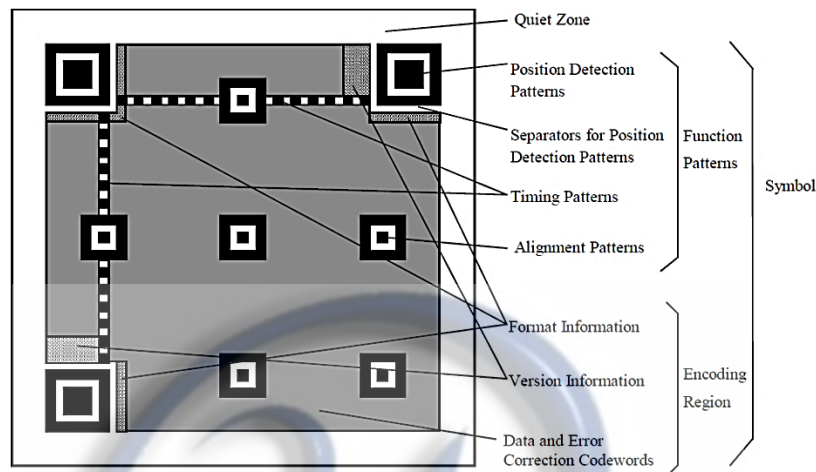 Quiet Zone
Position Detection
Patterns
Separators for Position
Detection Patterns
Function
Patterns
Symbol
Timing Patterns
Alignment Patterns
Format Information
Version Information
Encoding
Region
Data and Error
Correction Codewords